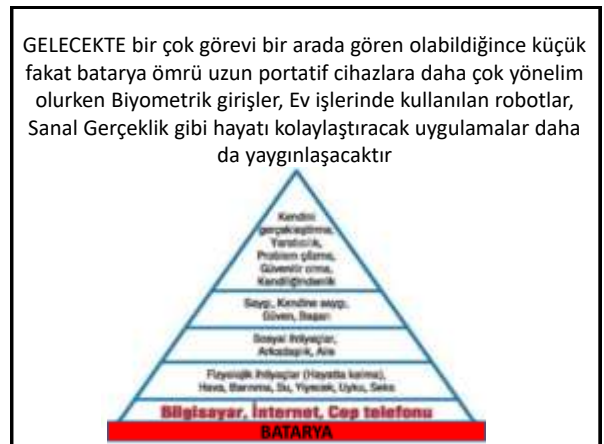 GELECEKTE bir çok görevi bir arada gören olabildiğince küçük
fakat batarya ömrü uzun portatif cihazlara daha çok yönelim
olurken Biyometrik girişler, Ev işlerinde kullanılan robotlar,
Sanal Gerçeklik gibi hayatı kolaylaştıracak uygulamalar daha
da yaygınlaşacaktır
Kendini
gerçekleştirme,
Yaratıcılık,
Problem çözme,
Güvenilir olma,
Kendiliğindenlik
Saygı, Kendine saygı,
Güven, Başarı
Sosyal İhtiyaçlar,
Arkadaşlık, Aile
Fizyolojik İhtiyaçlar (Hayatta kalma),
Hava, Barınma, Su, Yiyecek, Uyku, Seks
Bilgisayar, İnternet, Cep telefonu
BATARYA